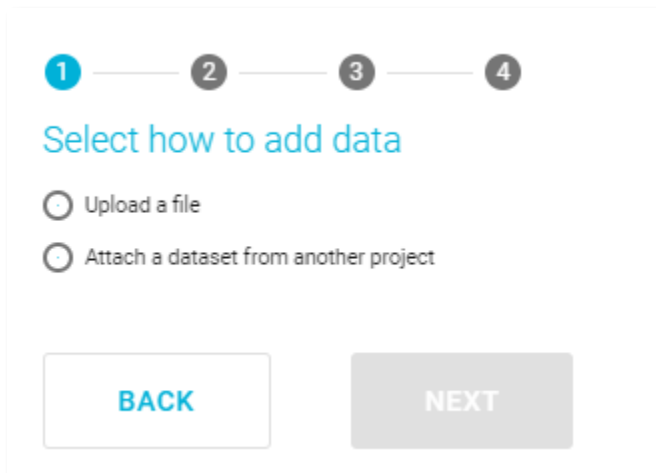 1 2 3 4
Select how to add data
Upload a file
Attach a dataset from another project
BACK NEXT